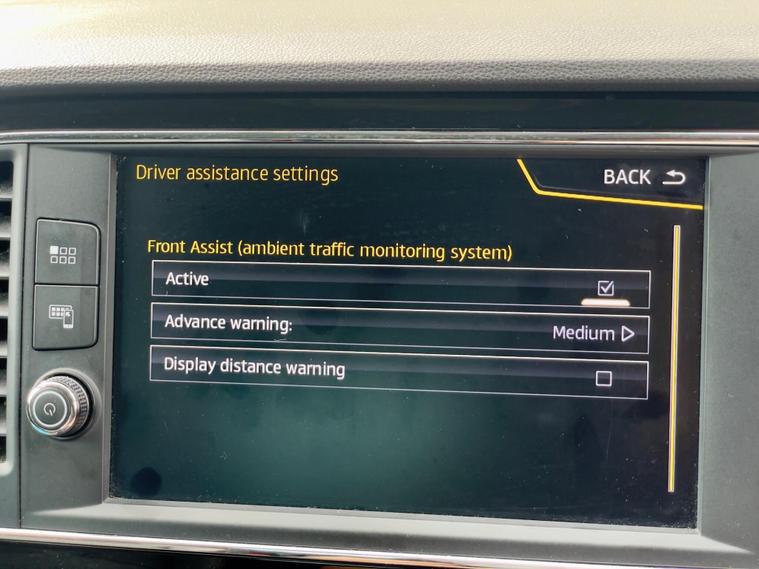 Driver assistance settings
BACK
Front Assist (ambient traffic monitoring system)
Active
Advance warning: Medium
Display distance warning